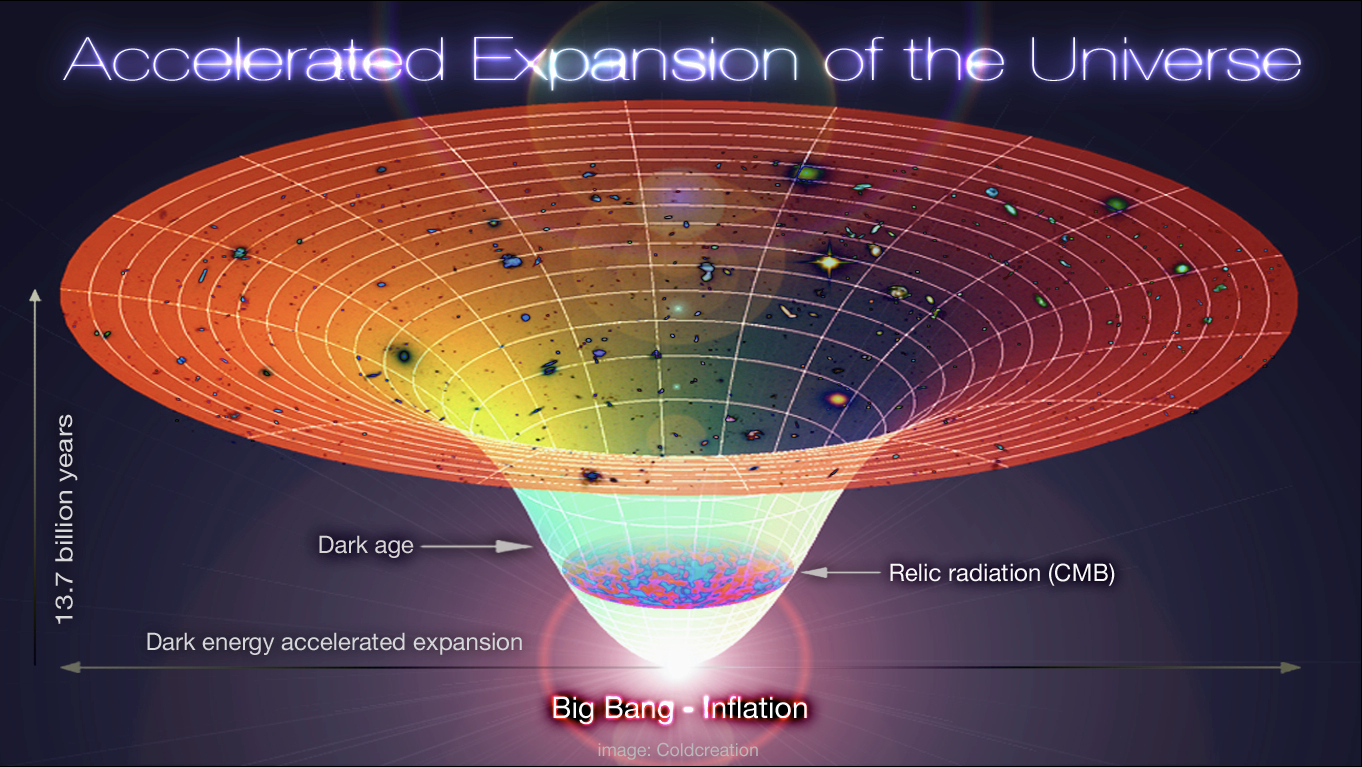 Accelerated Expansion of the Universe
13.7 billion years
Dark age
Relic radiation (CMB)
Dark energy accelerated expansion
Big Bang - Inflation
image: Coldcreation